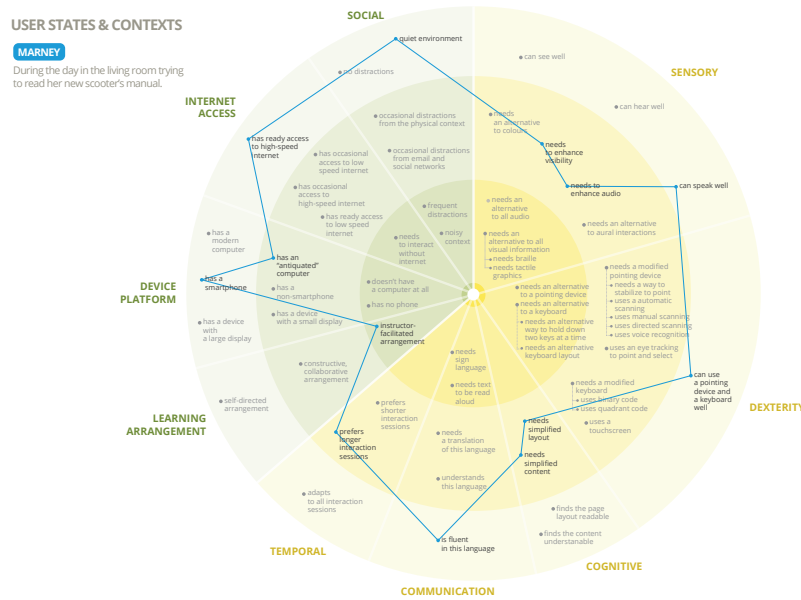 USER STATES & CONTEXTS
MARNEY
During the day in the living room trying
to read her new scooter's manual.
SOCIAL
quiet environment
no distractions
occasional distractions
from the physical context
occasional distractions
from email and
social networks
frequent
distractions
noisy
context
INTERNET
ACCESS
has ready access
to high-speed
internet
has occasional
access to low
speed internet
has occasional
access to
high-speed internet
has ready access
to low speed
internet
needs
to interact
without
internet
DEVICE
PLATFORM
has a
modern
computer
has an
"antiquated"
computer
has a
smartphone
has a
non-smartphone
has a device
with a small display
has a device
with
a large display
doesn't have
a computer at all
has no phone
LEARNING
ARRANGEMENT
instructor-
facilitated
arrangement
constructive,
collaborative
arrangement
self-directed
arrangement
TEMPORAL
prefers
shorter
interaction
sessions
prefers
longer
interaction
sessions
adapts
to all interaction
sessions
COMMUNICATION
needs
sign
language
needs text
to be read
aloud
needs
a translation
of this language
understands
this language
is fluent
in this language
COGNITIVE
needs
simplified
layout
needs
simplified
content
finds the page
layout readable
finds the content
understanable
DEXTERITY
needs an alternative
to a pointing device
needs an alternative
to a keyboard
needs an alternative
way to hold down
two keys at a time
needs an alternative
keyboard layout
needs a modified
pointing device
needs a way to
stabilize to point
uses a automatic
scanning
uses manual scanning
uses directed scanning
uses voice recognition
uses an eye tracking
to point and select
needs a modified
keyboard
uses binary code
uses quadrant code
uses a
touchscreen
can use
a pointing
device and
a keyboard
well
SENSORY
can see well
can hear well
can speak well
needs
an alternative
to colours
needs
to enhance
visibility
needs to
enhance audio
needs an alternative
to aural interactions
needs an
alternative
to all audio
needs an
alternative to all
visual information
needs braille
needs tactile
graphics